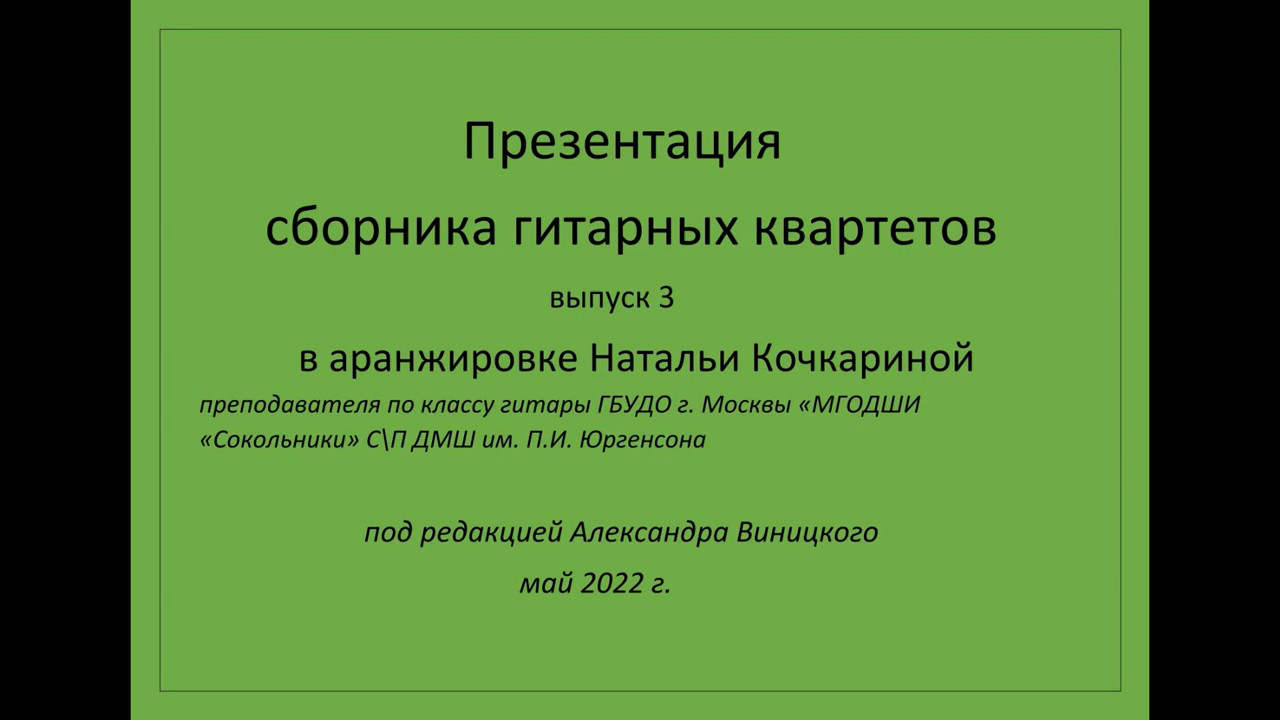 Презентация
сборника гитарных квартетов
выпуск 3
в аранжировке Натальи Кочкариной
преподавателя по классу гитары ГБУДО г. Москвы «МГОДШИ
«Сокольники» С\П ДМШ им. П.И. Юргенсона
под редакцией Александра Виницкого
май 2022 г.